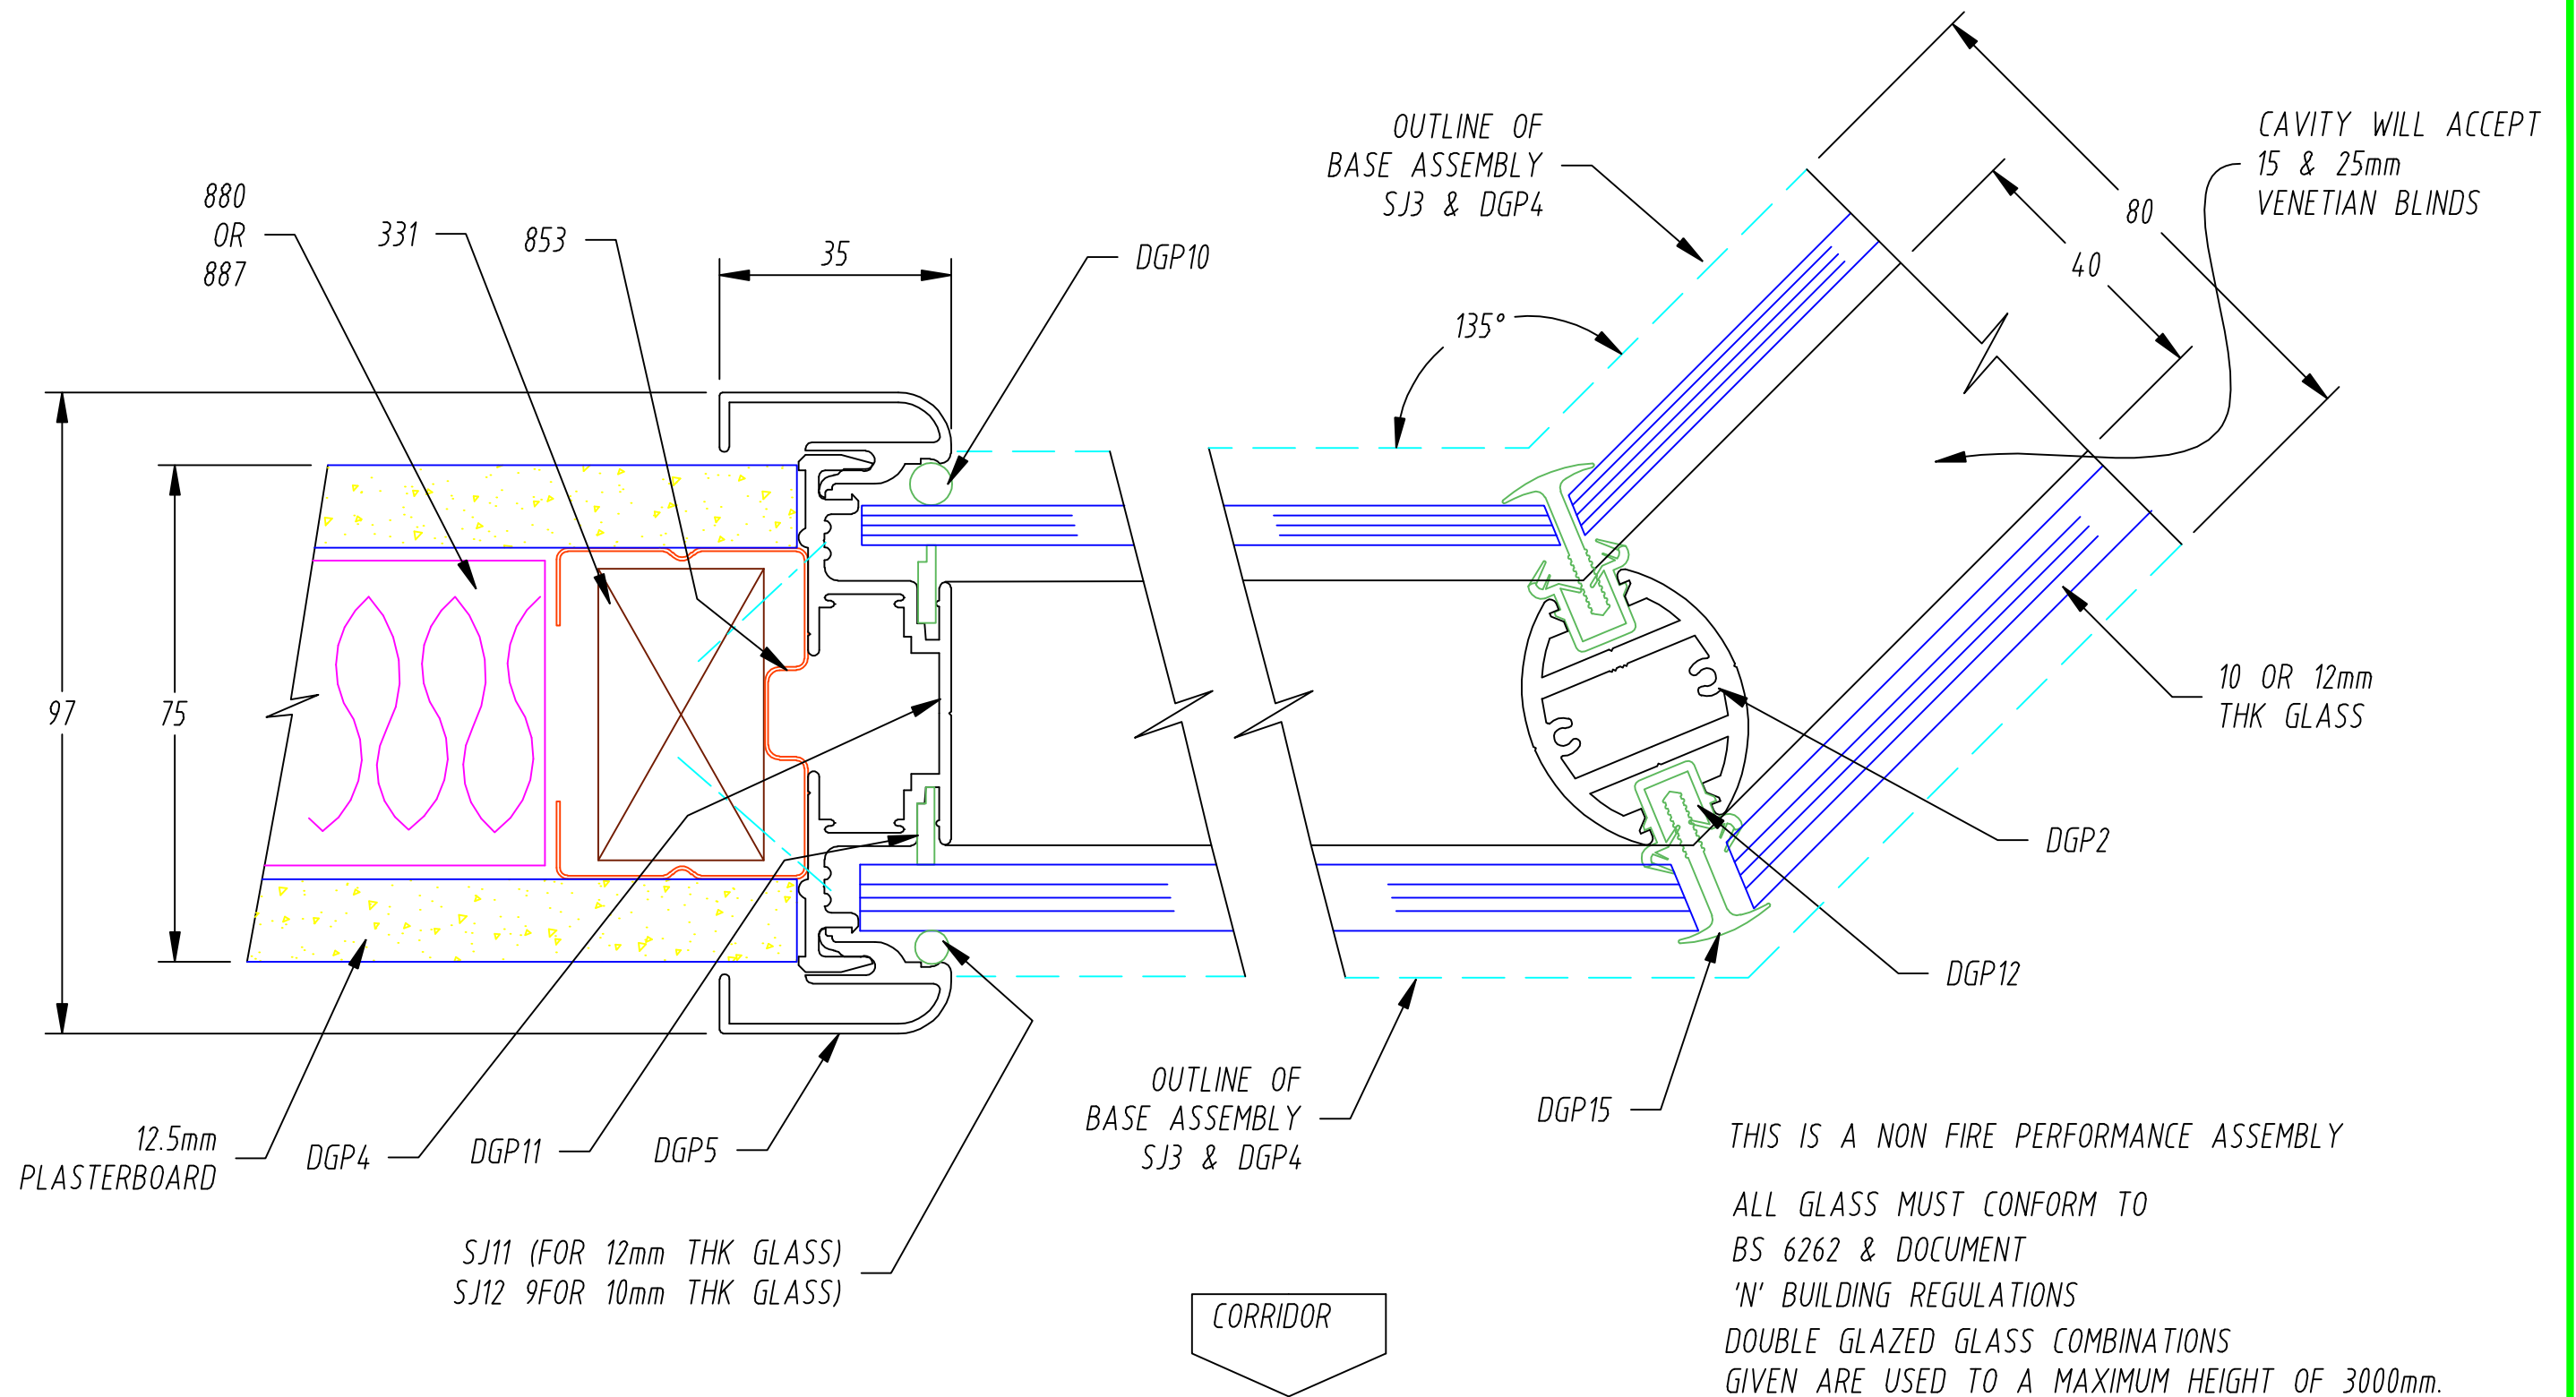 OUTLINE OF
BASE ASSEMBLY
SJ3 & DGP4
CAVITY WILL ACCEPT
15 & 25mm
VENETIAN BLINDS
880
OR
887
331
853
35
DGP10
80
40
135°
97
75
10 OR 12mm
THK GLASS
DGP2
DGP12
12.5mm
PLASTERBOARD
DGP4
DGP11
DGP5
OUTLINE OF
BASE ASSEMBLY
SJ3 & DGP4
DGP15
SJ11 (FOR 12mm THK GLASS)
SJ12 9FOR 10mm THK GLASS)
CORRIDOR
THIS IS A NON FIRE PERFORMANCE ASSEMBLY
ALL GLASS MUST CONFORM TO
BS 6262 & DOCUMENT
'N' BUILDING REGULATIONS
DOUBLE GLAZED GLASS COMBINATIONS
GIVEN ARE USED TO A MAXIMUM HEIGHT OF 3000mm.